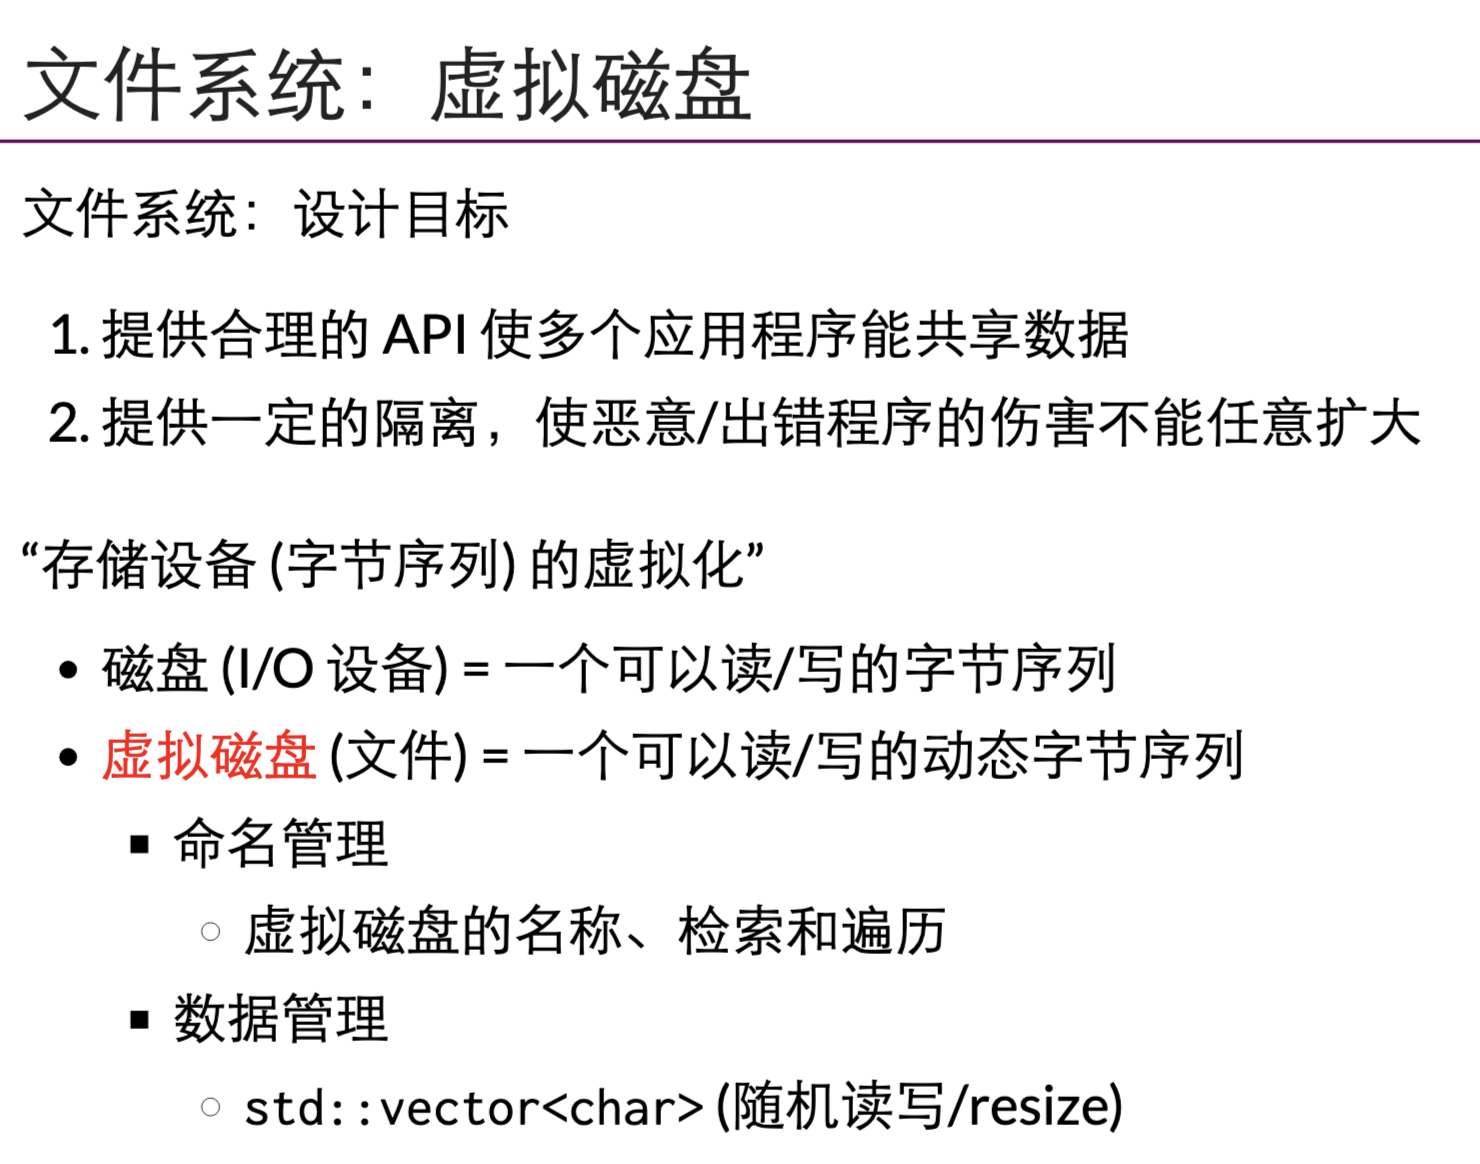 文件系统：虚拟磁盘
文件系统：设计目标
1. 提供合理的 API 使多个应用程序能共享数据
2. 提供一定的隔离，使恶意/出错程序的伤害不能任意扩大
“存储设备 (字节序列) 的虚拟化”
• 磁盘 (I/O 设备) = 一个可以读/写的字节序列
• 虚拟磁盘 (文件) = 一个可以读/写的动态字节序列
▪ 命名管理
○ 虚拟磁盘的名称、检索和遍历
▪ 数据管理
○ std::vector<char> (随机读写/resize)